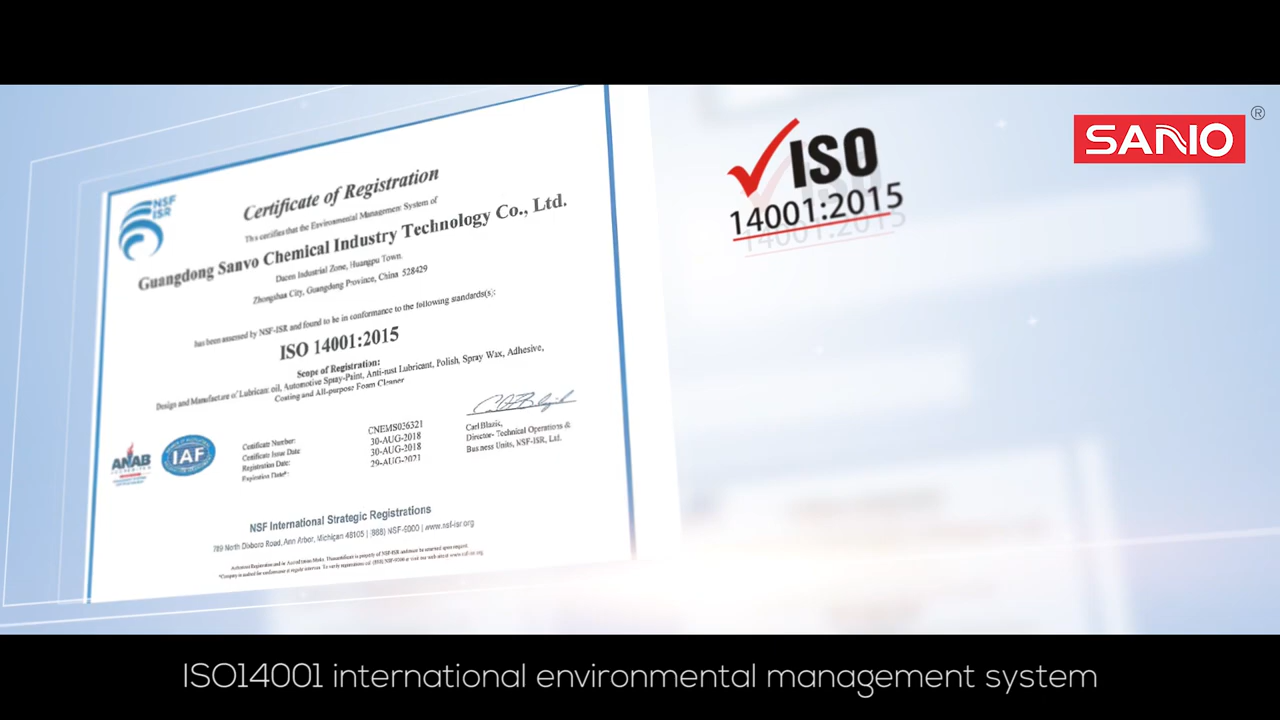 NSF
ISR
Certificate of Registration
This certifies that the Environmental Management System of
Guangdong Sanvo Chemical Industry Technology Co., Ltd.
Dacen Industrial Zone, Huangpu Town,
Zhongshan City, Guangdong Province, China 528429
has been assessed by NSF-ISR and found to be in conformance to the following standards(s):
ISO 14001:2015
Scope of Registration:
Design and Manufacture of Lubricant oil, Automotive Spray-Paint, Anti-rust Lubricant, Polish, Spray Wax, Adhesive,
Coating and All-purpose Foam Cleaner
ANAB
IAF
Certificate Number: CNEMS036321
Certificate Issue Date: 30-AUG-2018
Registration Date: 30-AUG-2018
Expiration Date*: 29-AUG-2021
Carl Blazik,
Director- Technical Operations &
Business Units, NSF-ISR, Ltd.
NSF International Strategic Registrations
789 North Dixboro Road, Ann Arbor, Michigan 48105 | (888) NSF-9000 | www.nsf-isr.org
ISO
14001:2015
SANVO®
ISO14001 international environmental management system